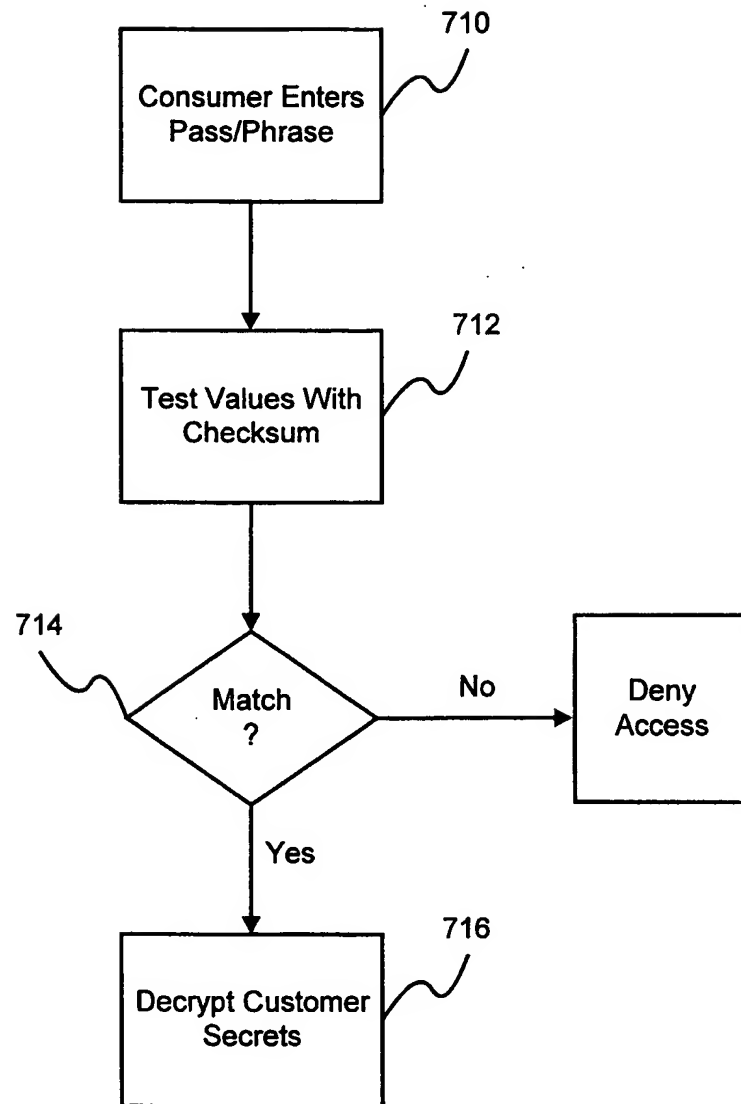 710
Consumer Enters
Pass/Phrase
712
Test Values With
Checksum
714
Match
?
No
Deny
Access
Yes
716
Decrypt Customer
Secrets